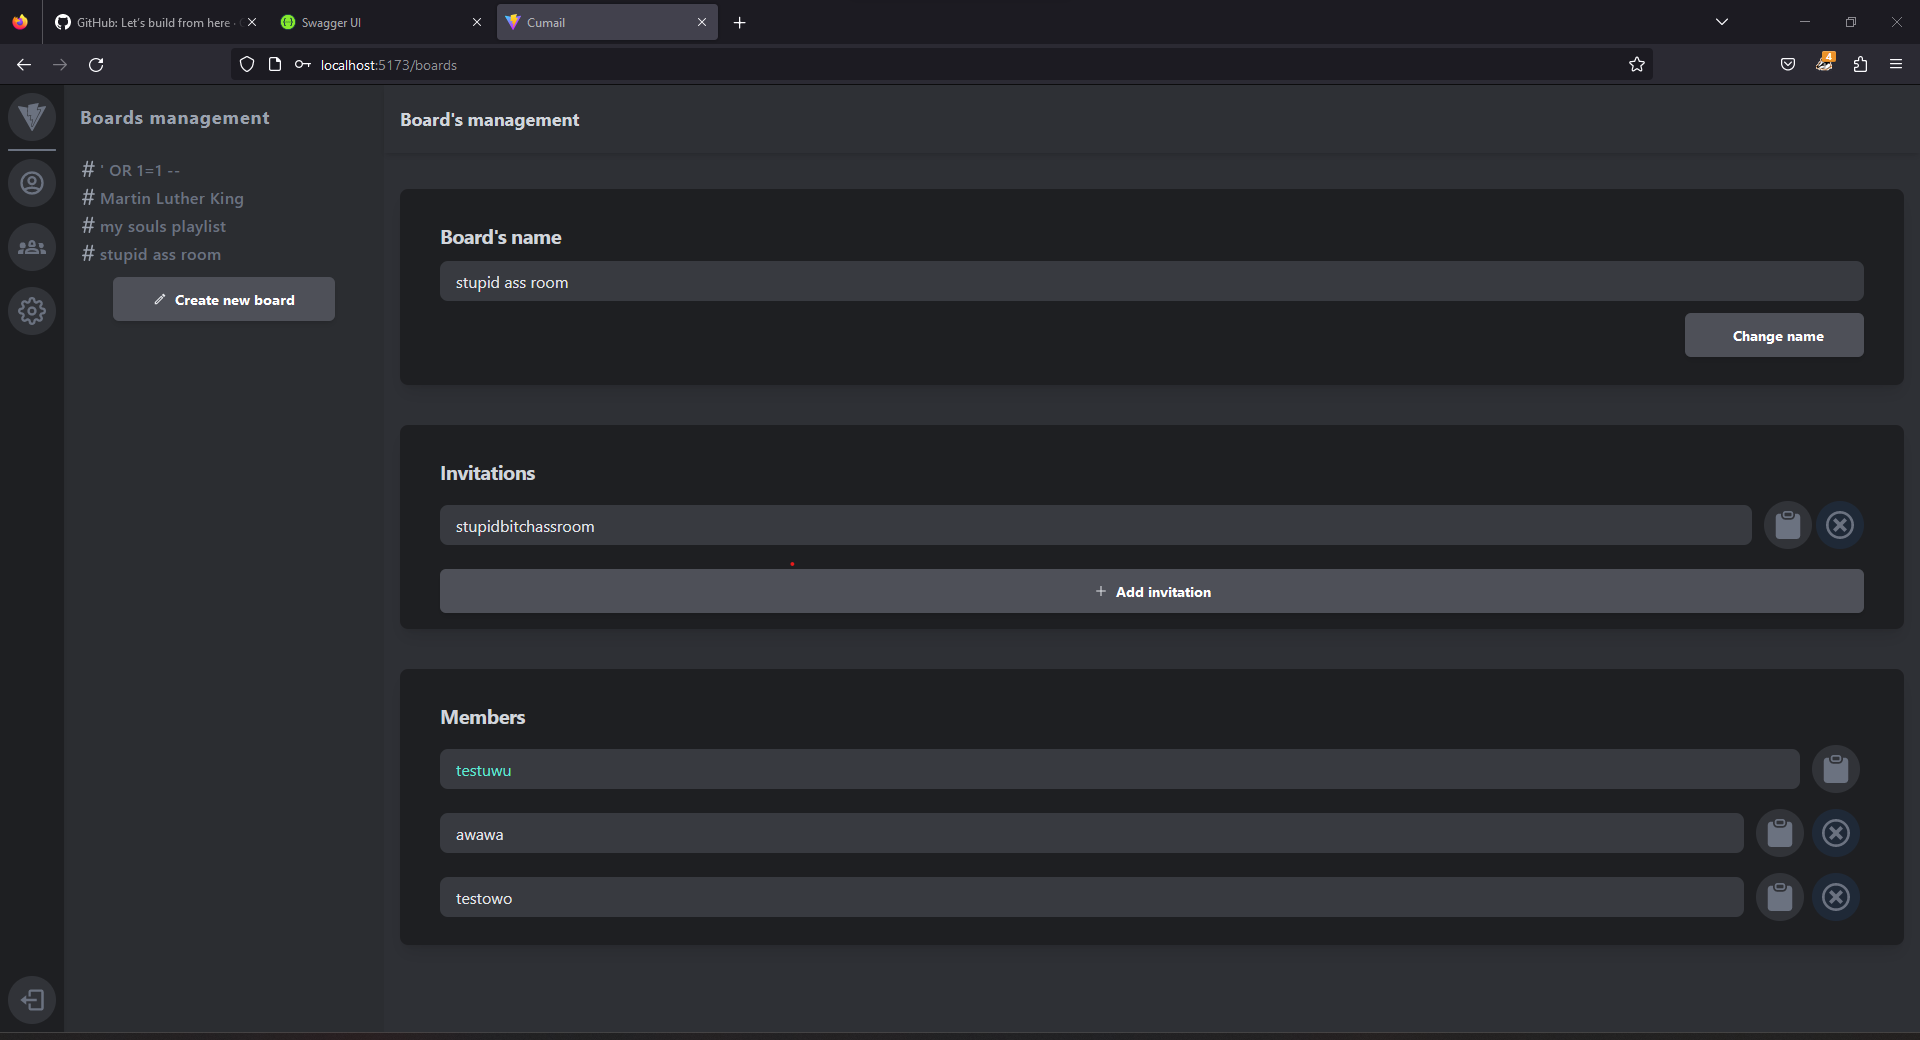 GitHub: Let's build from here -
Swagger UI
Cumail
4
localhost:5173/boards
Boards management
# ' OR 1=1 --
# Martin Luther King
# my souls playlist
# stupid ass room
Create new board
Board's management
Board's name
stupid ass room
Change name
Invitations
stupidbitchassroom
+ Add invitation
Members
testuwu
awawa
testowo